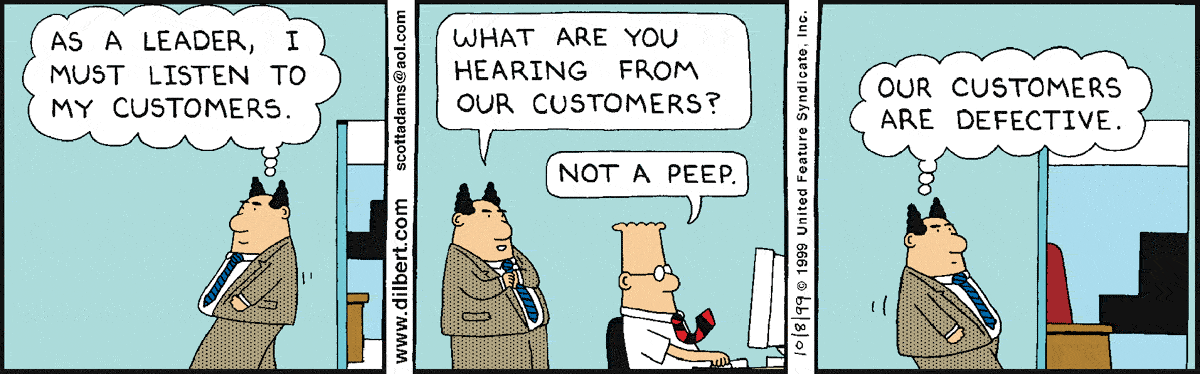 AS A LEADER, I
MUST LISTEN TO
MY CUSTOMERS.
www.dilbert.com scottadams@aol.com
WHAT ARE YOU
HEARING FROM
OUR CUSTOMERS?
NOT A PEEP.
10/8/99 © 1999 United Feature Syndicate, Inc.
OUR CUSTOMERS
ARE DEFECTIVE.